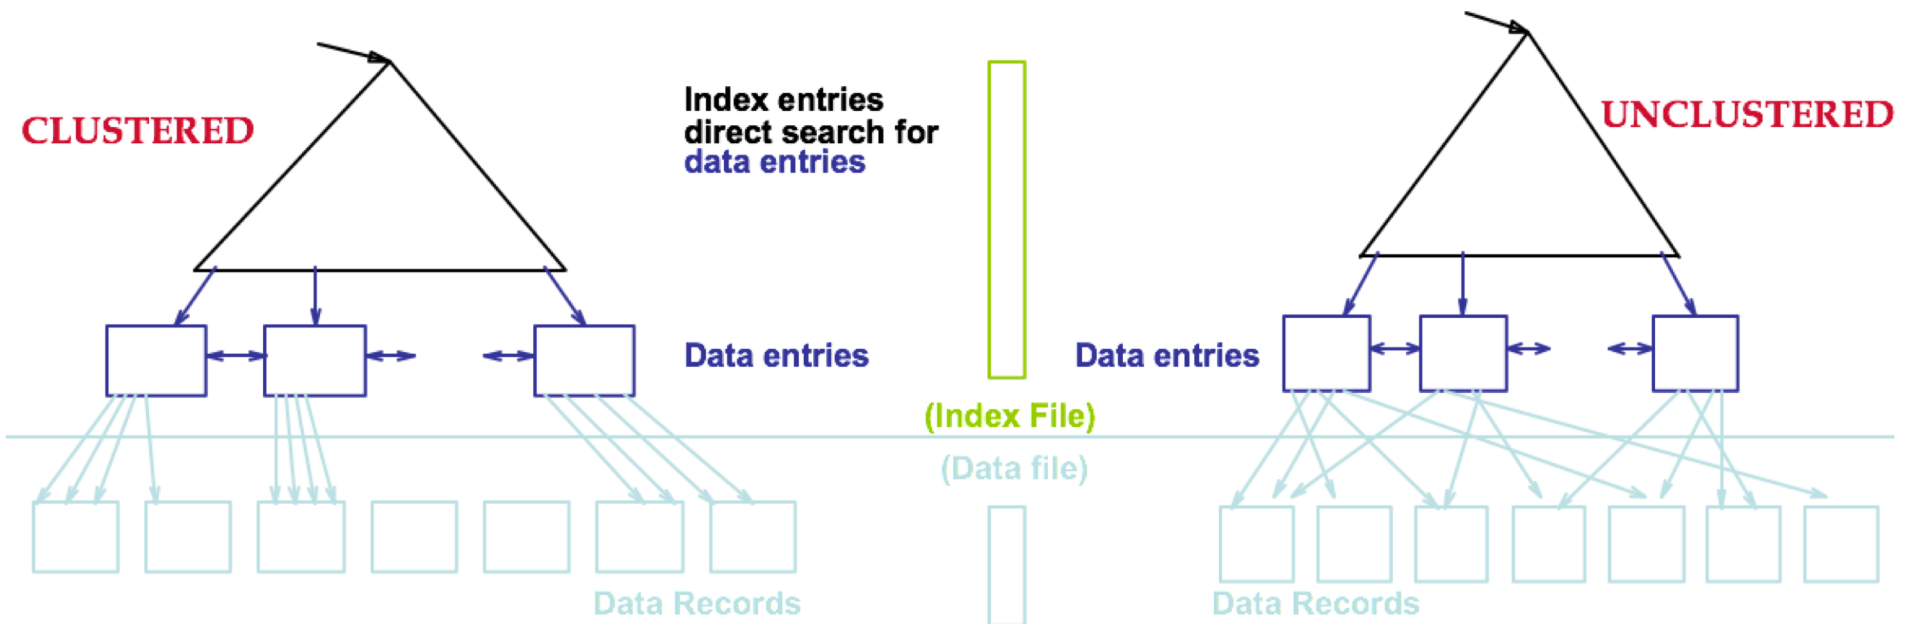 CLUSTERED
Index entries
direct search for
data entries
UNCLUSTERED
Data entries
Data entries
(Index File)
(Data file)
Data Records
Data Records